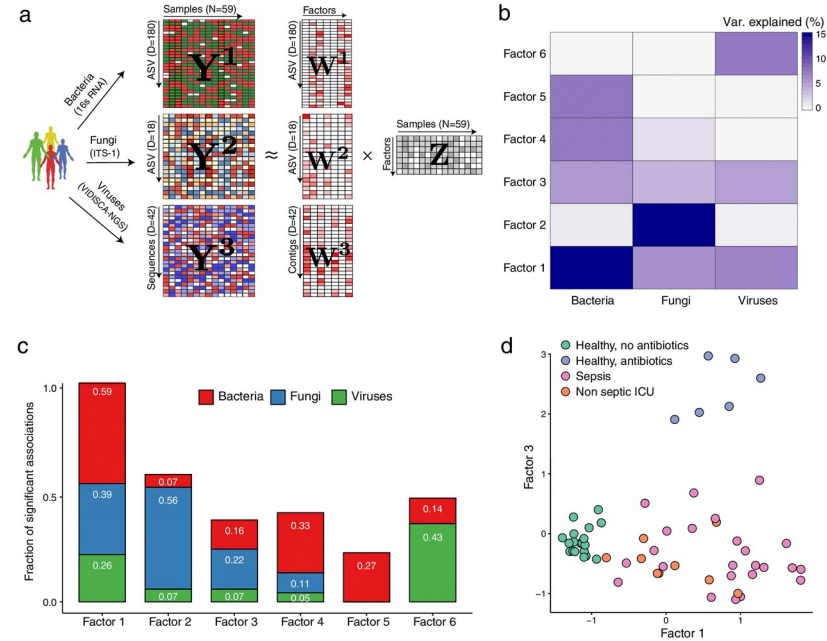 a
Samples (N=59)
Factors
Bacteria
(16s RNA)
ASV (D=180)
Y1
ASV (D=180)
W1
Fungi
(ITS-1)
ASV (D=18)
Y2
≈
ASV (D=18)
W2
×
Samples (N=59)
Factors
Z
Viruses
(VIDISCA-NGS)
Sequences (D=42)
Y3
Contigs (D=42)
W3
b
Var. explained (%)
15
10
5
0
Factor 6
Factor 5
Factor 4
Factor 3
Factor 2
Factor 1
Bacteria Fungi Viruses
c
Fraction of significant associations
1.0
0.5
0.0
Bacteria Fungi Viruses
0.59
0.39
0.26
0.07
0.56
0.07
0.16
0.22
0.07
0.33
0.11
0.05
0.27
0.14
0.43
Factor 1 Factor 2 Factor 3 Factor 4 Factor 5 Factor 6
d
Healthy, no antibiotics
Healthy, antibiotics
Sepsis
Non septic ICU
Factor 3
3
2
1
0
−1
−1 0 1
Factor 1